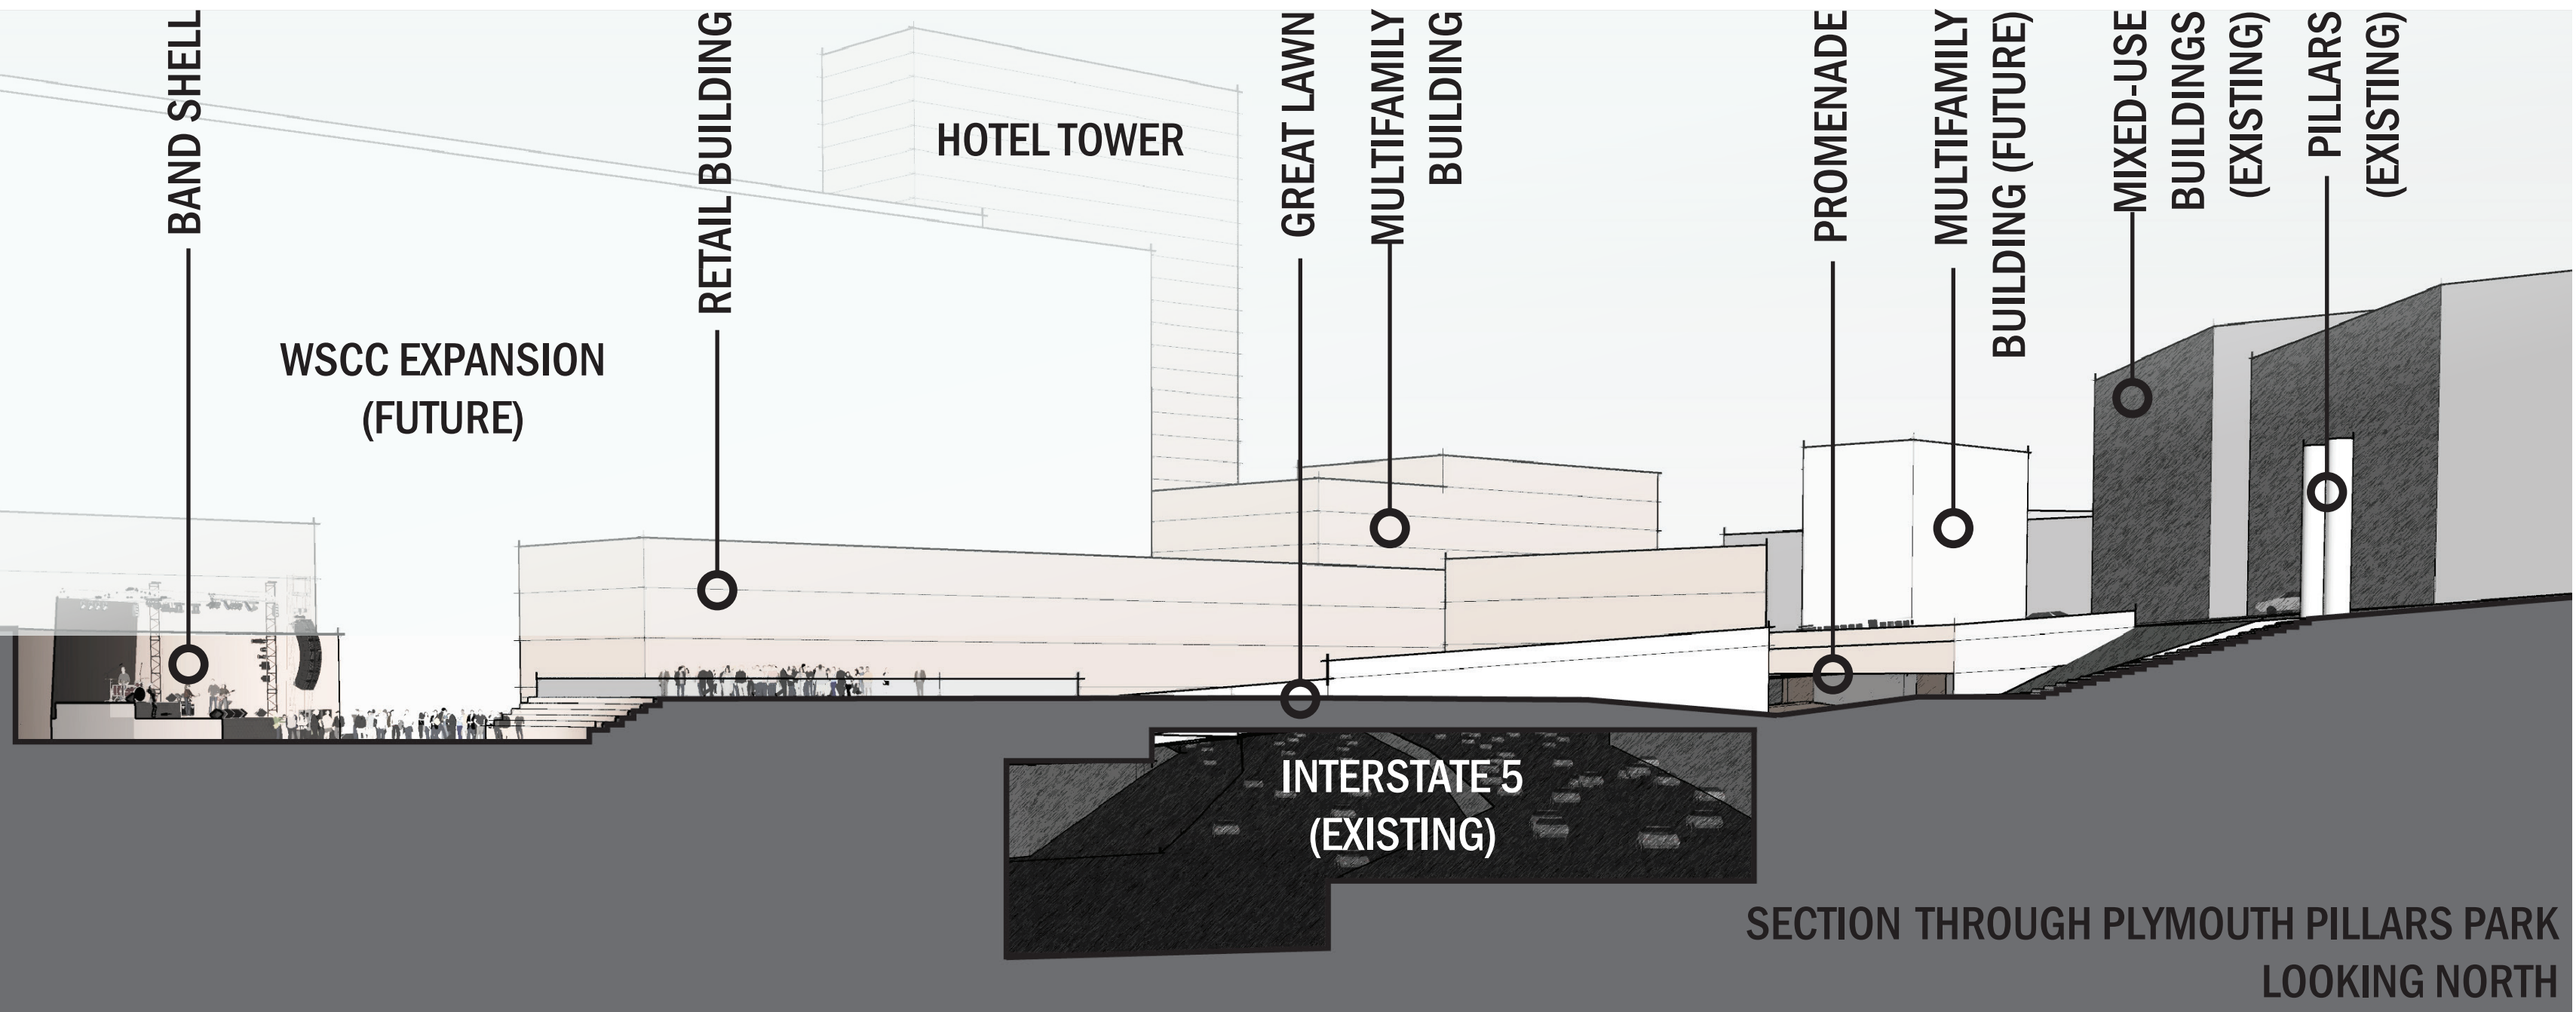 BAND SHELL
RETAIL BUILDING
HOTEL TOWER
GREAT LAWN
MULTIFAMILY
BUILDING
PROMENADE
MULTIFAMILY
BUILDING (FUTURE)
MIXED-USE
BUILDINGS
(EXISTING)
PILLARS
(EXISTING)
WSCC EXPANSION
(FUTURE)
INTERSTATE 5
(EXISTING)
SECTION THROUGH PLYMOUTH PILLARS PARK
LOOKING NORTH